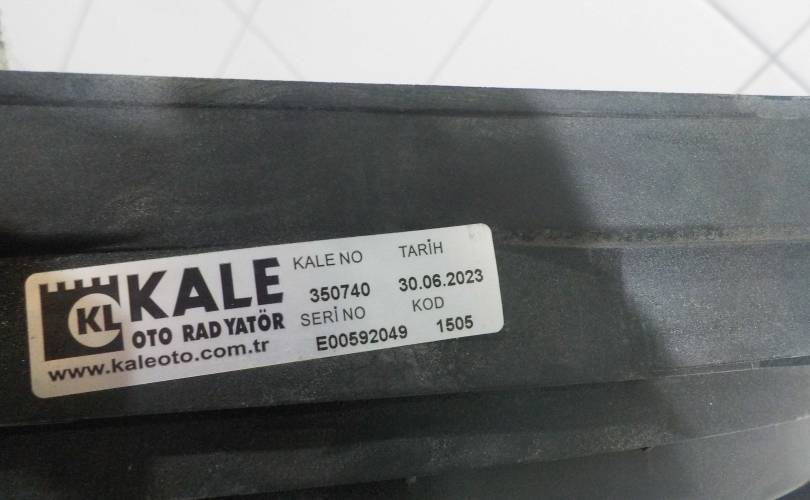 KL KALE
OTO RADYATÖR
www.kaleoto.com.tr
KALE NO TARİH
350740 30.06.2023
SERİ NO KOD
E00592049 1505